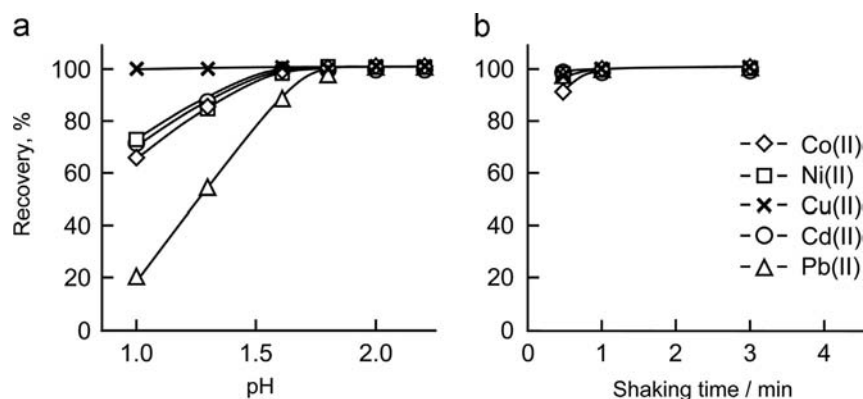 a
100
80
60
40
20
0
Recovery, %
1.0 1.5 2.0
pH
b
100
80
60
40
20
0
0 1 2 3 4
Shaking time / min
Co(II)
Ni(II)
Cu(II)
Cd(II)
Pb(II)